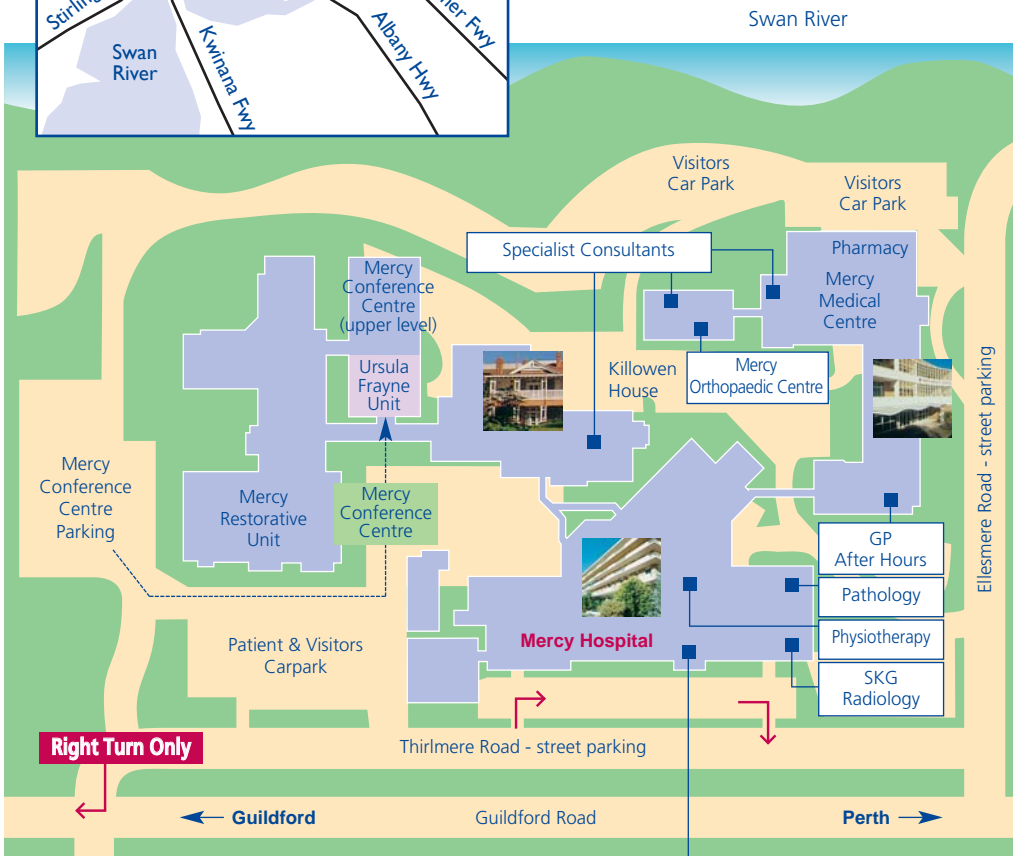 Stirling
Swan
River
Kwinana Fwy
Albany Hwy
Fwy
Swan River
Visitors
Car Park
Visitors
Car Park
Specialist Consultants
Pharmacy
Mercy
Medical
Centre
Mercy
Conference
Centre
(upper level)
Ursula
Frayne
Unit
Killowen
House
Mercy
Orthopaedic Centre
Ellesmere Road - street parking
Mercy
Conference
Centre
Parking
Mercy
Restorative
Unit
Mercy
Conference
Centre
GP
After Hours
Pathology
Physiotherapy
SKG
Radiology
Mercy Hospital
Patient & Visitors
Carpark
Right Turn Only
Thirlmere Road - street parking
Guildford
Guildford Road
Perth